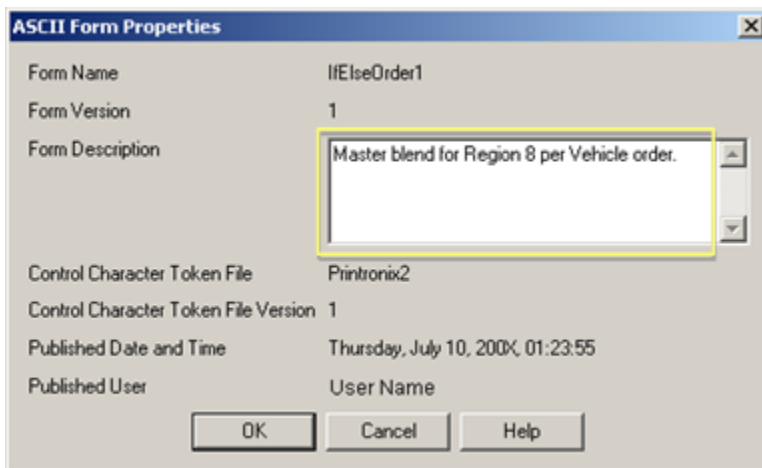 ASCII Form Properties
Form Name IfElseOrder1
Form Version 1
Form Description Master blend for Region 8 per Vehicle order.
Control Character Token File Printronix2
Control Character Token File Version 1
Published Date and Time Thursday, July 10, 200X, 01:23:55
Published User User Name
OK Cancel Help